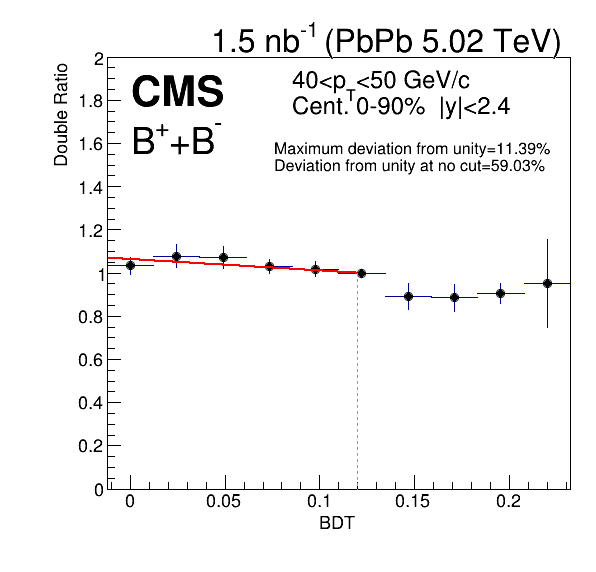 1.5 nb-1 (PbPb 5.02 TeV)
CMS
40<pT<50 GeV/c
Cent. 0-90% |y|<2.4
B++B-
Maximum deviation from unity=11.39%
Deviation from unity at no cut=59.03%
Double Ratio
2
1.8
1.6
1.4
1.2
1
0.8
0.6
0.4
0.2
0
0 0.05 0.1 0.15 0.2
BDT